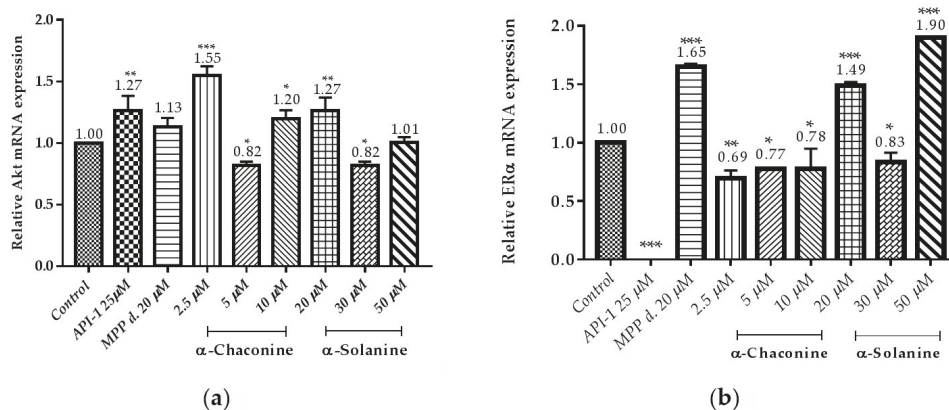 2.0
1.5
1.0
0.5
0.0
Relative Akt mRNA expression
1.00
**
1.27
1.13
***
1.55
*
0.82
*
1.20
**
1.27
*
0.82
1.01
Control
API-1 25µM
MPP d. 20 µM
2.5 µM
5 µM
10 µM
20 µM
30 µM
50 µM
α-Chaconine
α-Solanine
(a)
2.0
1.5
1.0
0.5
0.0
Relative ERα mRNA expression
1.00
***
***
1.65
**
0.69
*
0.77
*
0.78
***
1.49
*
0.83
***
1.90
Control
API-1 25 µM
MPP d. 20 µM
2.5 µM
5 µM
10 µM
20 µM
30 µM
50 µM
α-Chaconine
α-Solanine
(b)